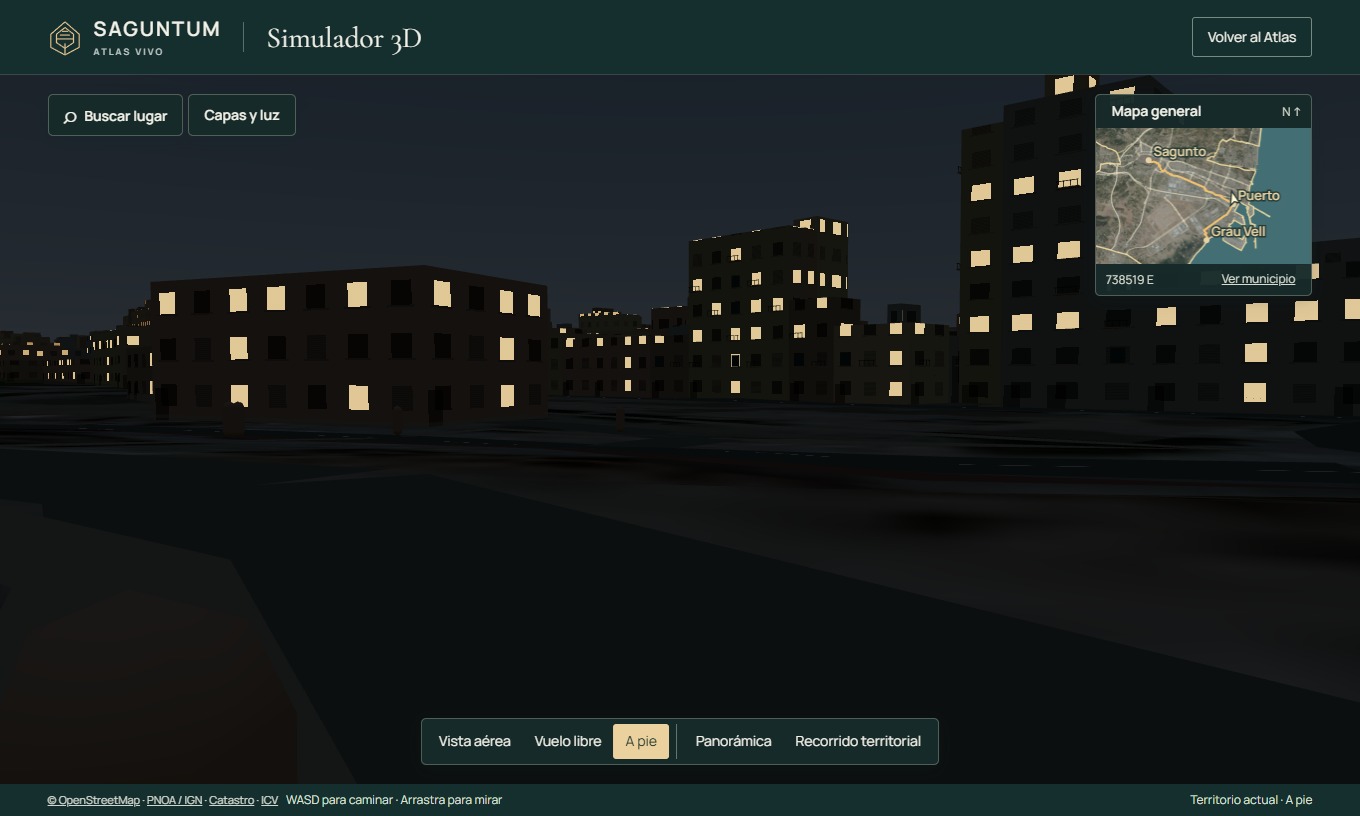 SAGUNTUM
ATLAS VIVO
Simulador 3D
Volver al Atlas
Buscar lugar
Capas y luz
Mapa general
N ↑
Sagunto
Puerto
Grau Vell
738519 E
Ver municipio
Vista aérea
Vuelo libre
A pie
Panorámica
Recorrido territorial
© OpenStreetMap · PNOA / IGN · Catastro · ICV WASD para caminar · Arrastra para mirar
Territorio actual · A pie